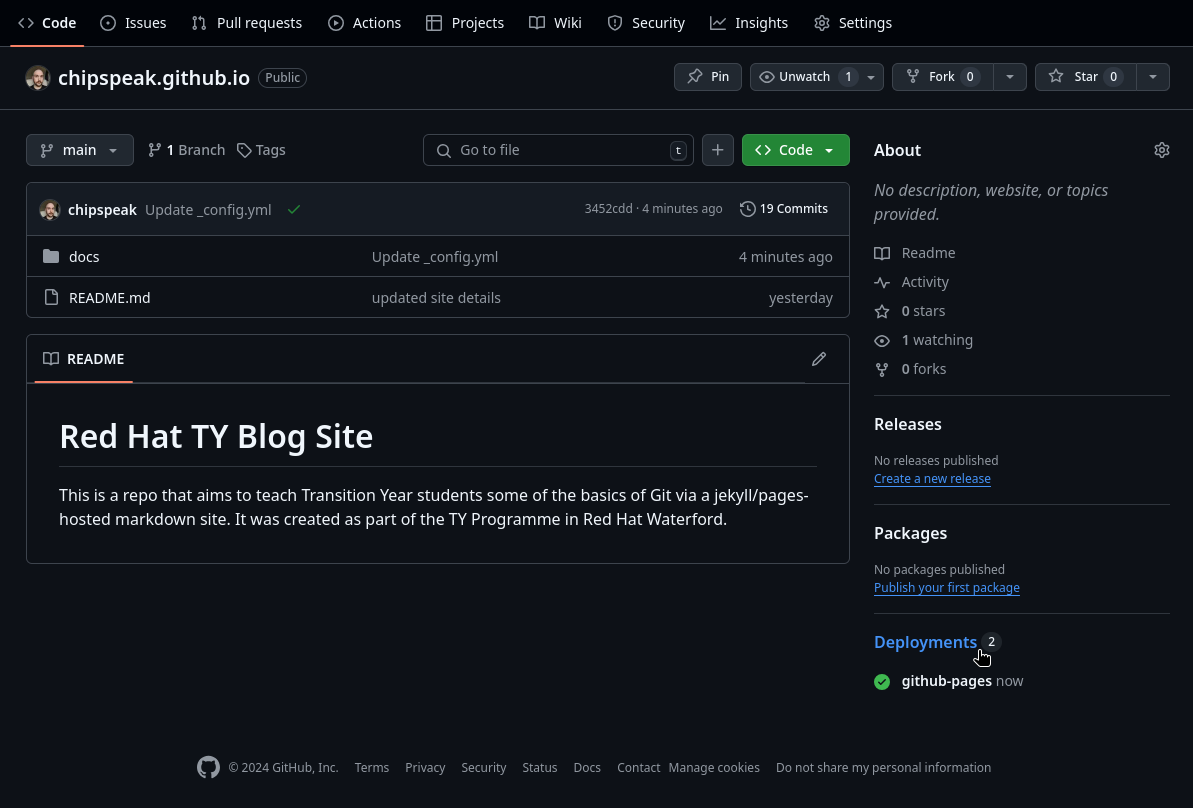 Code Issues Pull requests Actions Projects Wiki Security Insights Settings
chipspeak.github.io Public Pin Unwatch 1 Fork 0 Star 0
main 1 Branch Tags Go to file t Code
chipspeak Update _config.yml 3452cdd · 4 minutes ago 19 Commits
docs Update _config.yml 4 minutes ago
README.md updated site details yesterday
README
Red Hat TY Blog Site
This is a repo that aims to teach Transition Year students some of the basics of Git via a jekyll/pages-
hosted markdown site. It was created as part of the TY Programme in Red Hat Waterford.
About
No description, website, or topics
provided.
Readme
Activity
0 stars
1 watching
0 forks
Releases
No releases published
Create a new release
Packages
No packages published
Publish your first package
Deployments 2
github-pages now
© 2024 GitHub, Inc. Terms Privacy Security Status Docs Contact Manage cookies Do not share my personal information